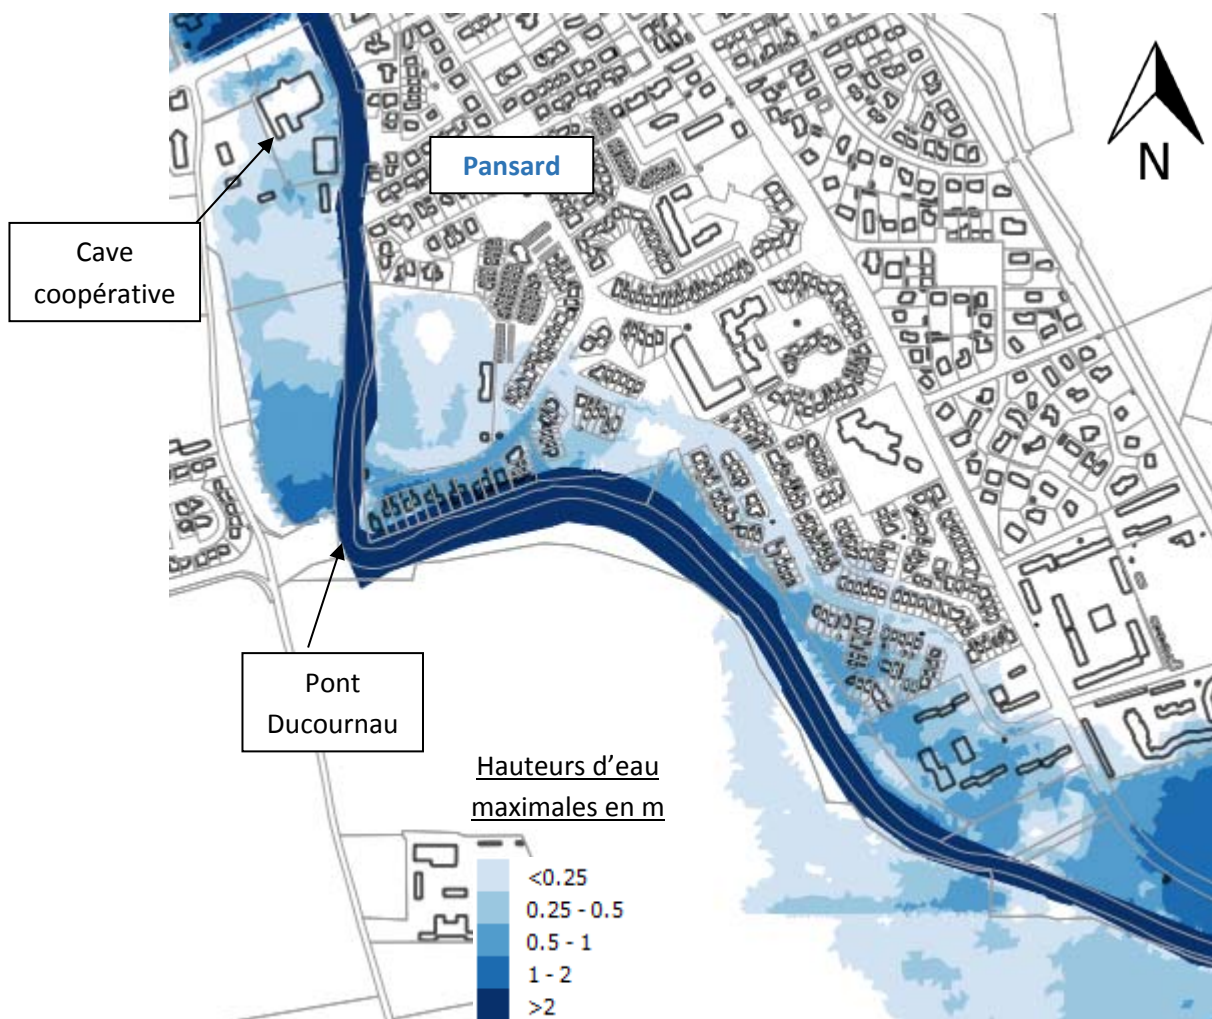 N
Pansard
Cave
coopérative
Pont
Ducournau
Hauteurs d'eau
maximales en m
<0.25
0.25 - 0.5
0.5 - 1
1 - 2
>2